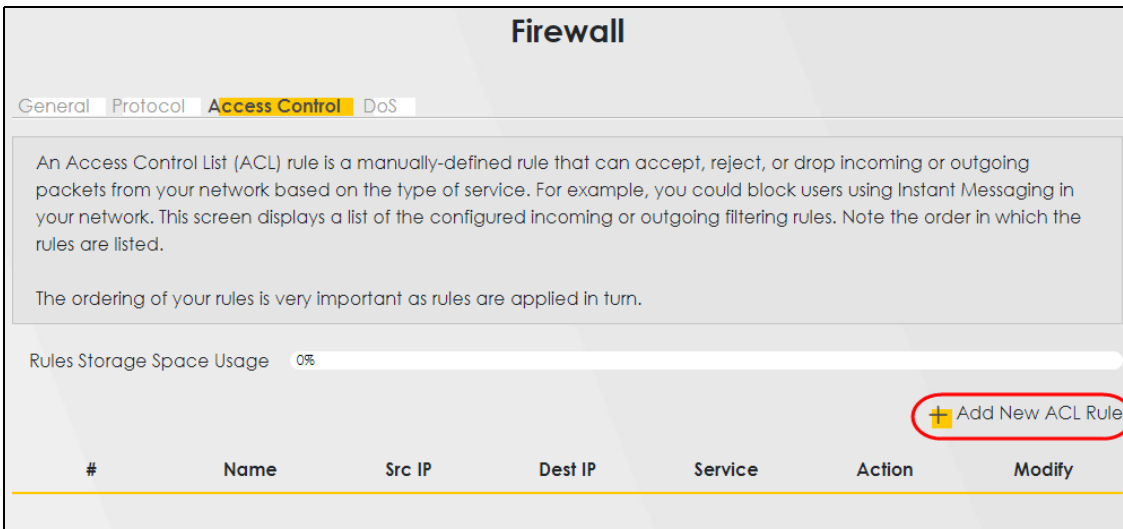 Firewall
General Protocol Access Control DoS
An Access Control List (ACL) rule is a manually-defined rule that can accept, reject, or drop incoming or outgoing
packets from your network based on the type of service. For example, you could block users using Instant Messaging in
your network. This screen displays a list of the configured incoming or outgoing filtering rules. Note the order in which the
rules are listed.
The ordering of your rules is very important as rules are applied in turn.
Rules Storage Space Usage 0%
+ Add New ACL Rule
# Name Src IP Dest IP Service Action Modify